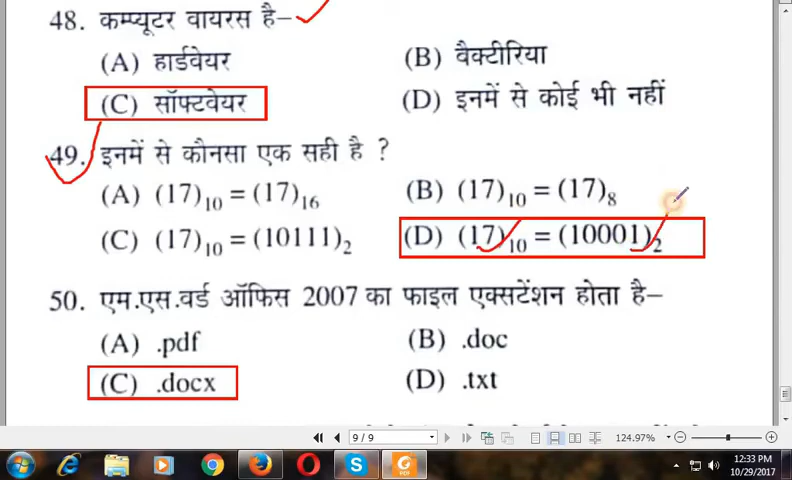 48. कम्प्यूटर वायरस है–
(A) हार्डवेयर (B) वैक्टीरिया
(C) सॉफ्टवेयर (D) इनमें से कोई भी नहीं
49. इनमें से कौनसा एक सही है ?
(A) (17)₁₀ = (17)₁₆ (B) (17)₁₀ = (17)₈
(C) (17)₁₀ = (10111)₂ (D) (17)₁₀ = (10001)₂
50. एम.एस.वर्ड ऑफिस 2007 का फाइल एक्सटेंशन होता है–
(A) .pdf (B) .doc
(C) .docx (D) .txt
9 / 9 124.97%
12:33 PM
10/29/2017